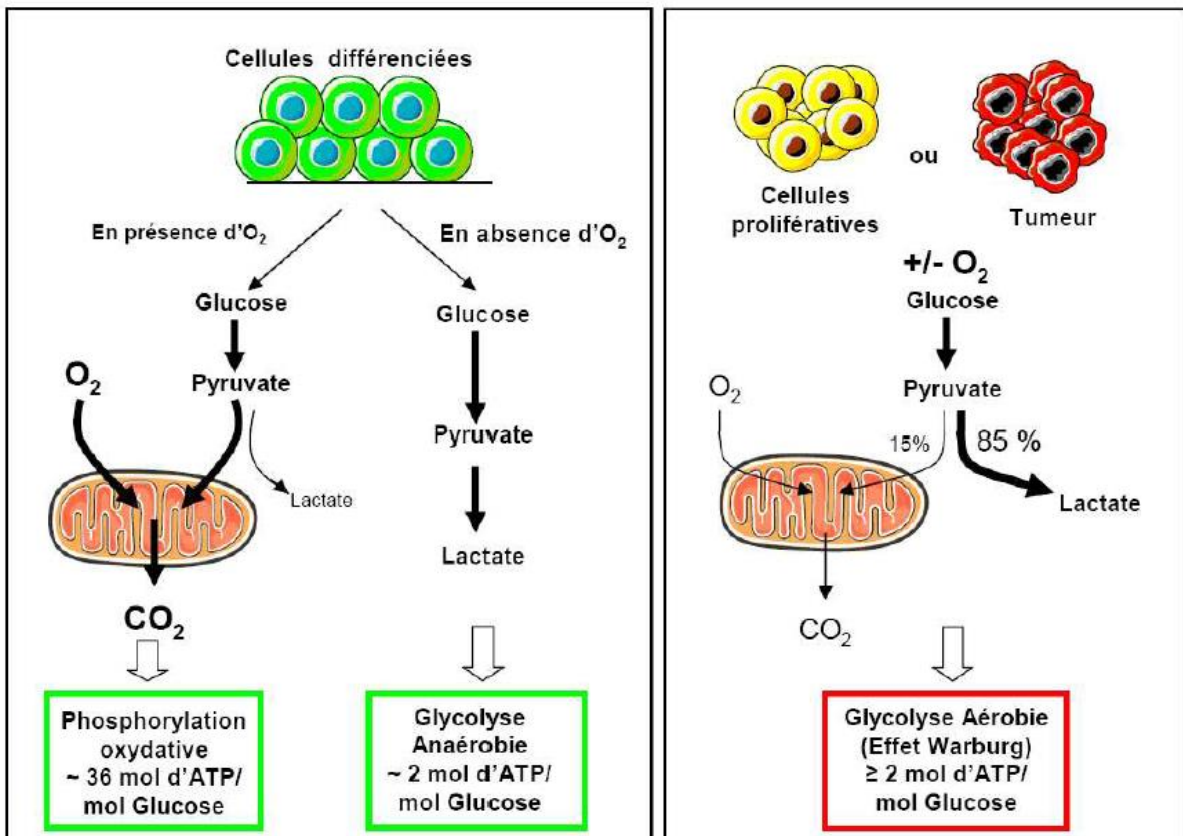 Cellules différenciées
En présence d'O₂
En absence d'O₂
Glucose
Glucose
O₂
Pyruvate
Pyruvate
Lactate
Lactate
CO₂
Phosphorylation
oxydative
~ 36 mol d'ATP/
mol Glucose
Glycolyse
Anaérobie
~ 2 mol d'ATP/
mol Glucose
ou
Cellules
prolifératives
Tumeur
+/- O₂
Glucose
O₂
Pyruvate
15%
85 %
Lactate
CO₂
Glycolyse Aérobie
(Effet Warburg)
≥ 2 mol d'ATP/
mol Glucose